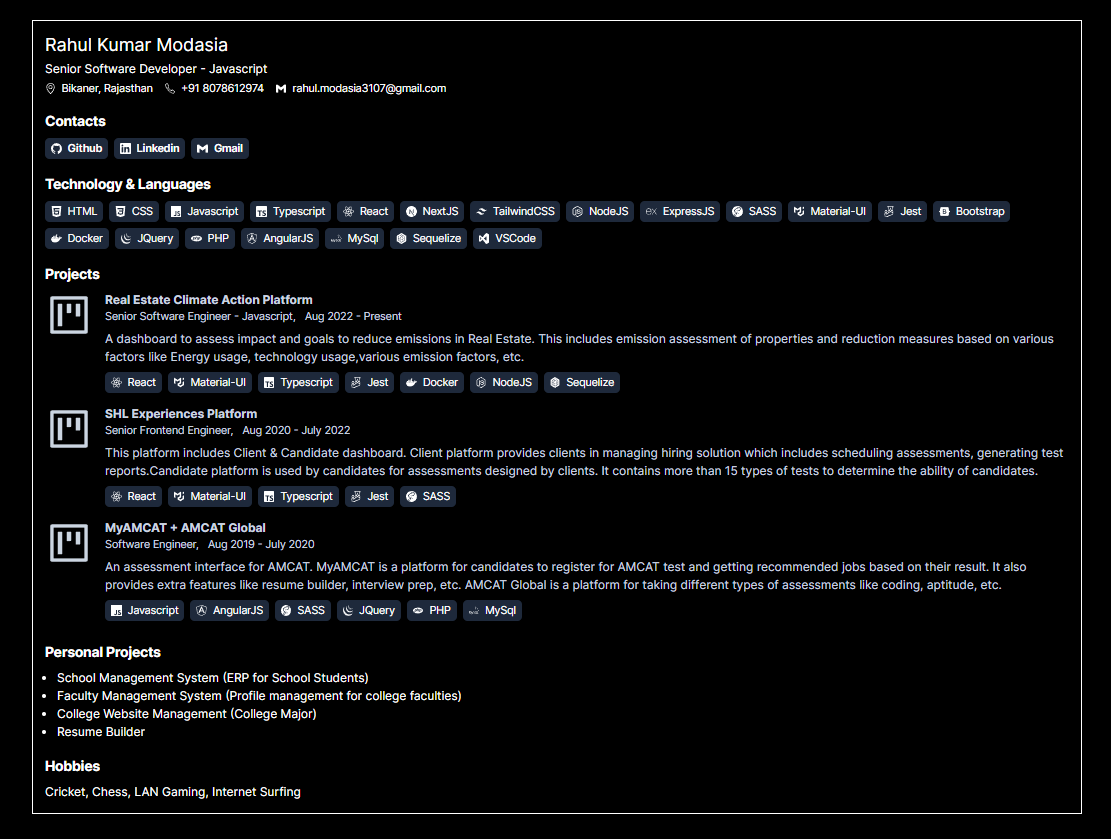 Rahul Kumar Modasia
Senior Software Developer - Javascript
Bikaner, Rajasthan +91 8078612974 rahul.modasia3107@gmail.com
Contacts
Github Linkedin Gmail
Technology & Languages
HTML CSS Javascript Typescript React NextJS TailwindCSS NodeJS ExpressJS SASS Material-UI Jest Bootstrap
Docker JQuery PHP AngularJS MySql Sequelize VSCode
Projects
Real Estate Climate Action Platform
Senior Software Engineer - Javascript, Aug 2022 - Present
A dashboard to assess impact and goals to reduce emissions in Real Estate. This includes emission assessment of properties and reduction measures based on various
factors like Energy usage, technology usage,various emission factors, etc.
React Material-UI Typescript Jest Docker NodeJS Sequelize
SHL Experiences Platform
Senior Frontend Engineer, Aug 2020 - July 2022
This platform includes Client & Candidate dashboard. Client platform provides clients in managing hiring solution which includes scheduling assessments, generating test
reports.Candidate platform is used by candidates for assessments designed by clients. It contains more than 15 types of tests to determine the ability of candidates.
React Material-UI Typescript Jest SASS
MyAMCAT + AMCAT Global
Software Engineer, Aug 2019 - July 2020
An assessment interface for AMCAT. MyAMCAT is a platform for candidates to register for AMCAT test and getting recommended jobs based on their result. It also
provides extra features like resume builder, interview prep, etc. AMCAT Global is a platform for taking different types of assessments like coding, aptitude, etc.
Javascript AngularJS SASS JQuery PHP MySql
Personal Projects
• School Management System (ERP for School Students)
• Faculty Management System (Profile management for college faculties)
• College Website Management (College Major)
• Resume Builder
Hobbies
Cricket, Chess, LAN Gaming, Internet Surfing